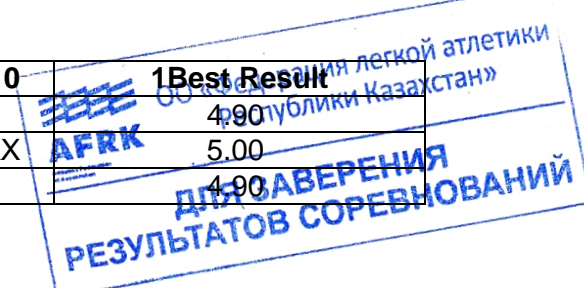 0 1Best Result
4.90
X 5.00
4.90
ОО «Федерация легкой атлетики
Республики Казахстан»
AFRK
ДЛЯ ЗАВЕРЕНИЯ
РЕЗУЛЬТАТОВ СОРЕВНОВАНИЙ